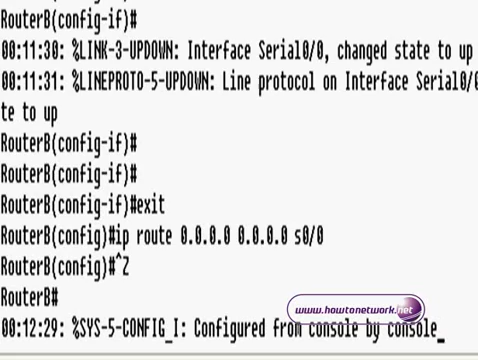 RouterB(config-if)#
00:11:30: %LINK-3-UPDOWN: Interface Serial0/0, changed state to up
00:11:31: %LINEPROTO-5-UPDOWN: Line protocol on Interface Serial0/0
te to up
RouterB(config-if)#
RouterB(config-if)#
RouterB(config-if)#exit
RouterB(config)#ip route 0.0.0.0 0.0.0.0 s0/0
RouterB(config)#^Z
RouterB#
www.howtonetwork.net
00:12:29: %SYS-5-CONFIG_I: Configured from console by console_